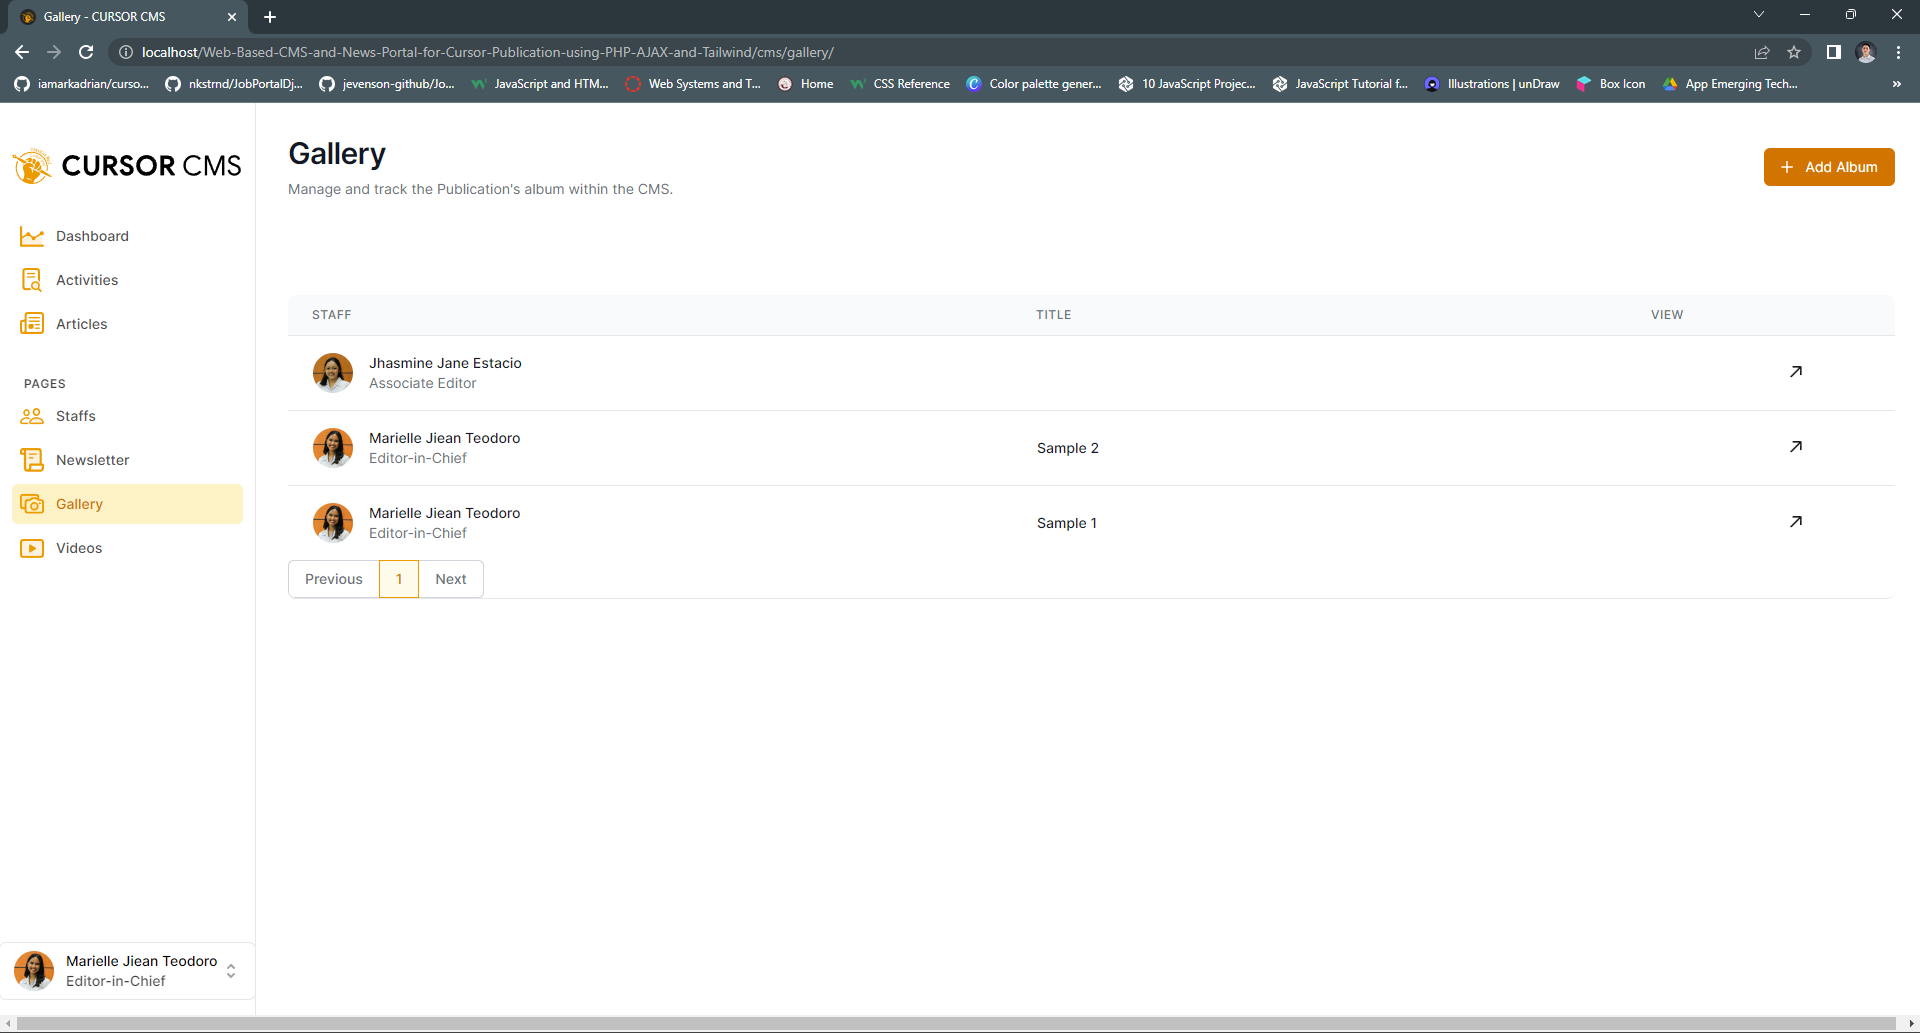 Gallery - CURSOR CMS
localhost/Web-Based-CMS-and-News-Portal-for-Cursor-Publication-using-PHP-AJAX-and-Tailwind/cms/gallery/
iamarkadrian/curso... nkstrnd/JobPortalDj... jevenson-github/Jo... JavaScript and HTM... Web Systems and T... Home CSS Reference Color palette gener... 10 JavaScript Projec... JavaScript Tutorial f... Illustrations | unDraw Box Icon App Emerging Tech... »
CURSOR CMS
Dashboard
Activities
Articles
PAGES
Staffs
Newsletter
Gallery
Videos
Marielle Jiean Teodoro
Editor-in-Chief
Gallery
Manage and track the Publication's album within the CMS.
+ Add Album
STAFF TITLE VIEW
Jhasmine Jane Estacio
Associate Editor
Marielle Jiean Teodoro
Editor-in-Chief
Sample 2
Marielle Jiean Teodoro
Editor-in-Chief
Sample 1
Previous 1 Next